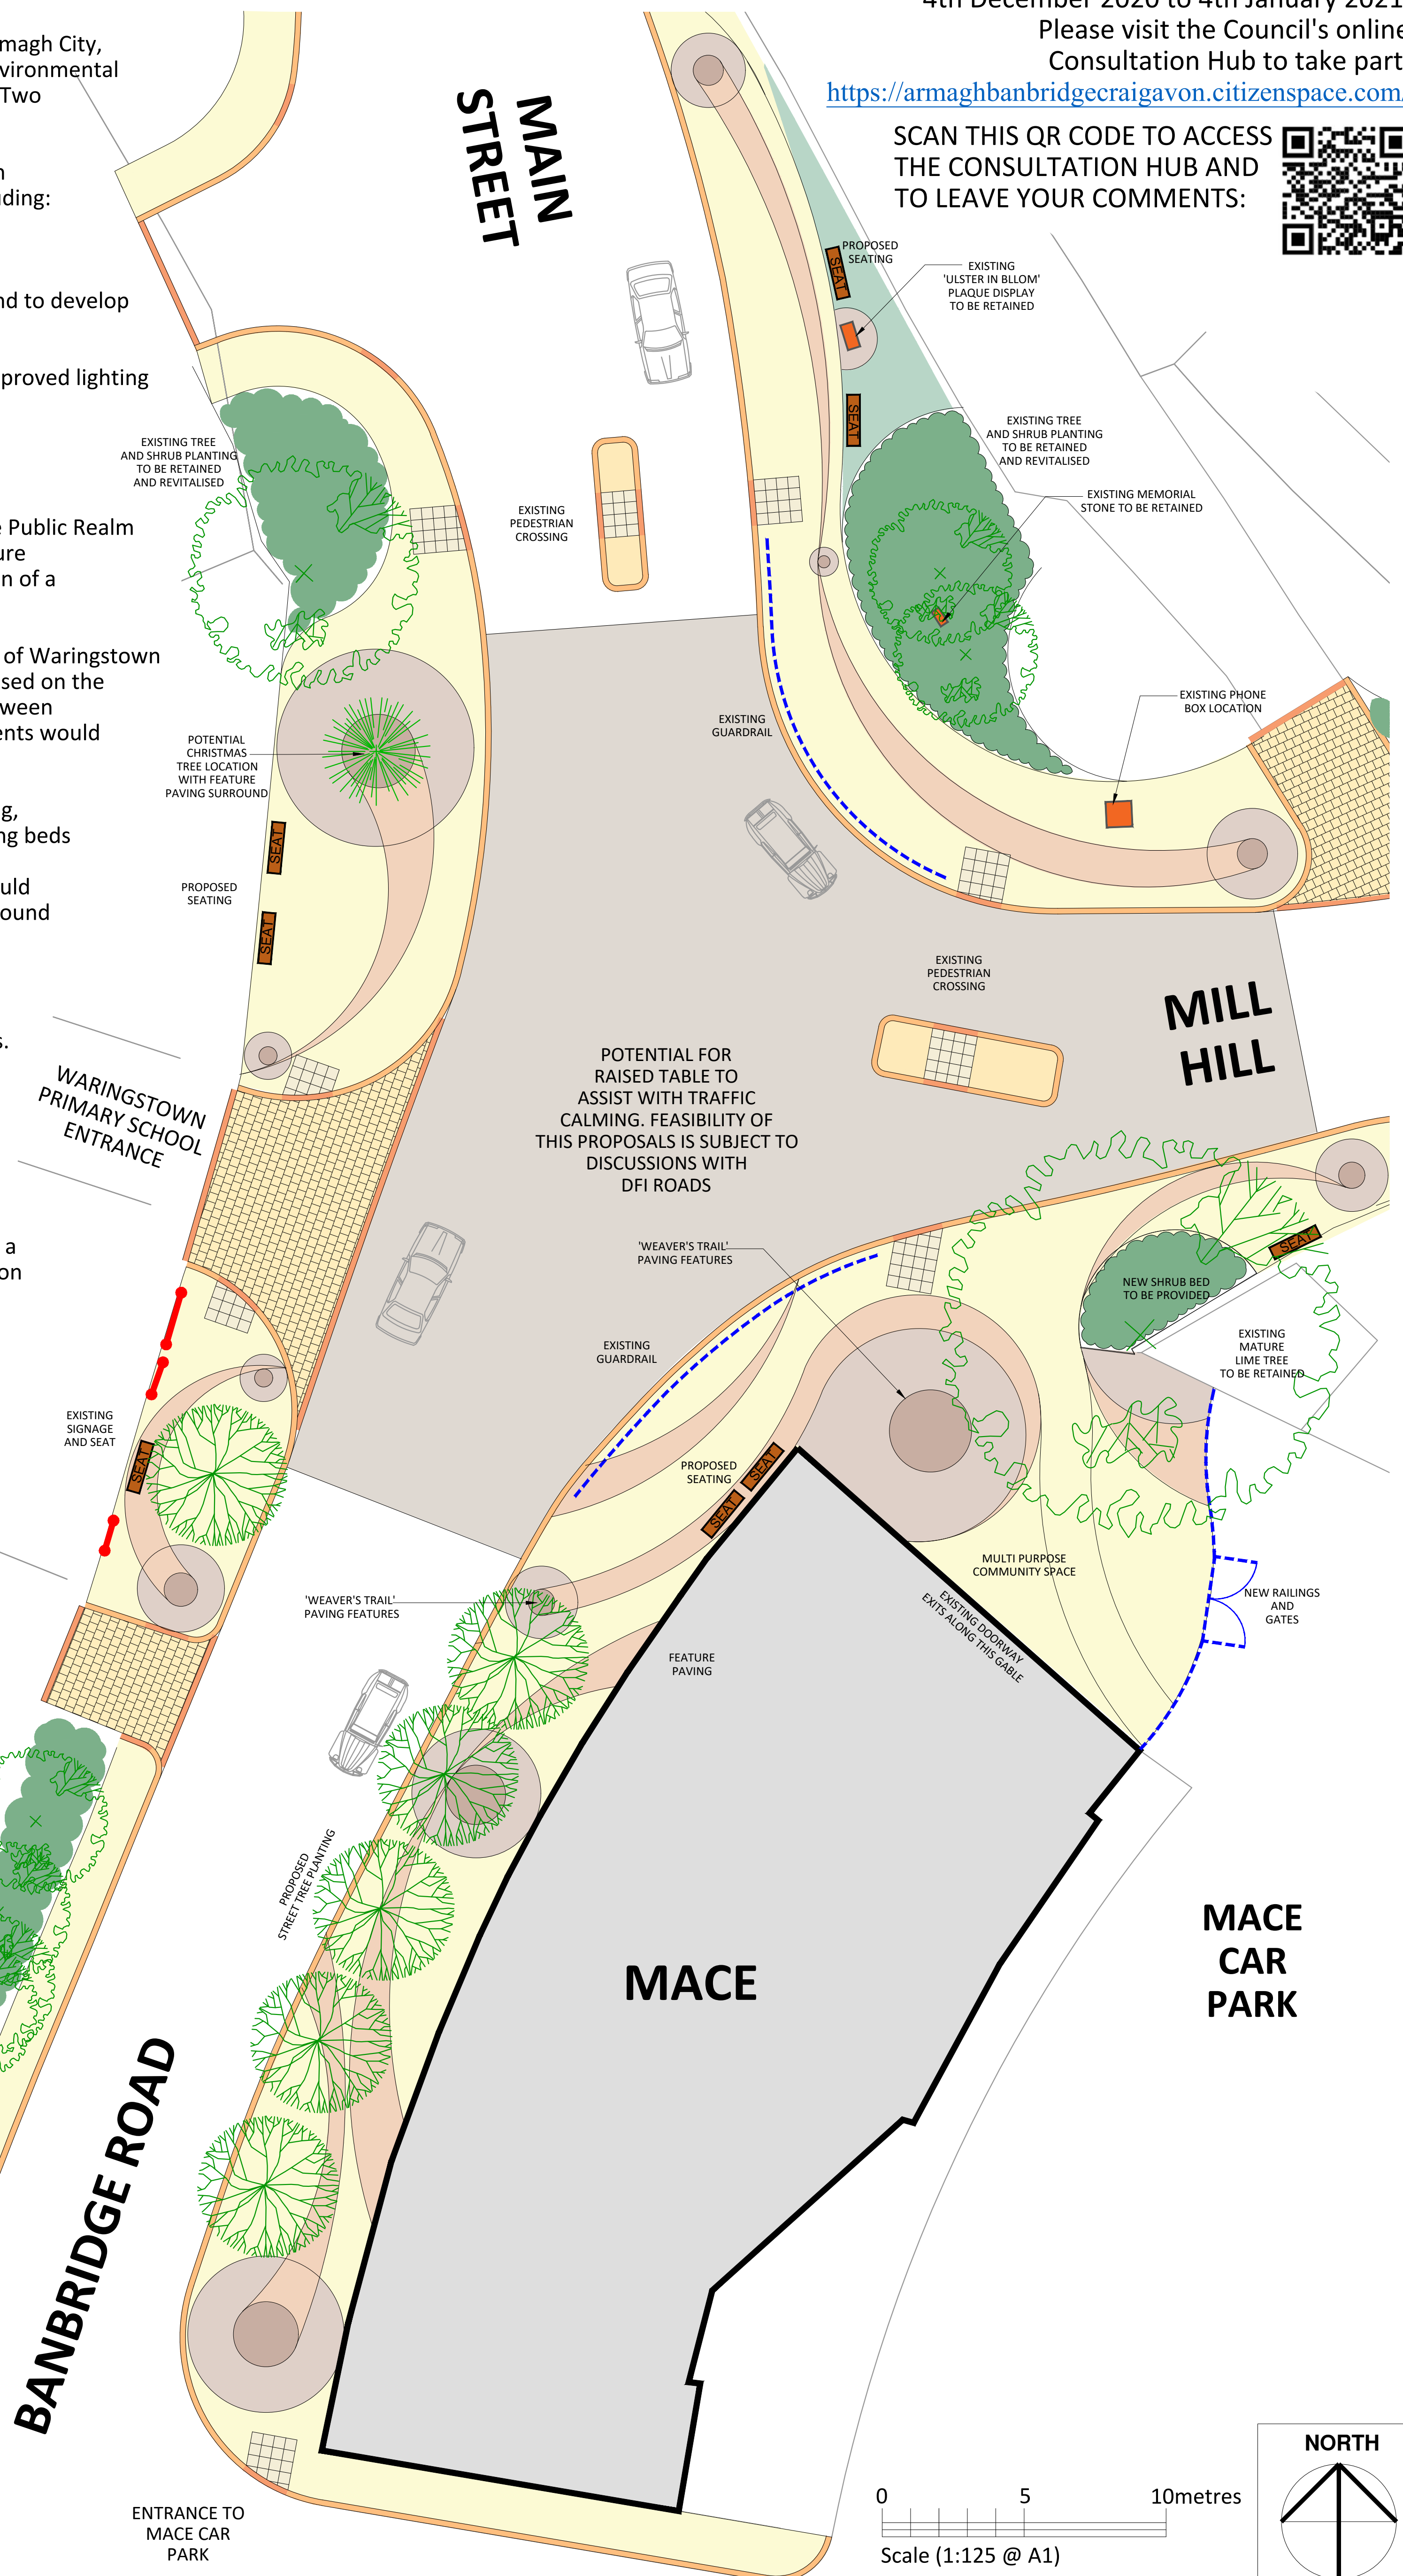 4th December 2020 to 4th January 2021
Please visit the Council's online
Consultation Hub to take part
https://armaghbanbridgecraigavon.citizenspace.com/
SCAN THIS QR CODE TO ACCESS
THE CONSULTATION HUB AND
TO LEAVE YOUR COMMENTS:
magh City,
vironmental
Two
n
ding:
nd to develop
proved lighting
e Public Realm
ure
n of a
of Waringstown
sed on the
ween
ents would
g,
ng beds
uld
ound
s.
a
on
MAIN
STREET
PROPOSED
SEATING
SEAT
EXISTING
'ULSTER IN BLLOM'
PLAQUE DISPLAY
TO BE RETAINED
SEAT
EXISTING TREE
AND SHRUB PLANTING
TO BE RETAINED
AND REVITALISED
EXISTING TREE
AND SHRUB PLANTING
TO BE RETAINED
AND REVITALISED
EXISTING MEMORIAL
STONE TO BE RETAINED
EXISTING
PEDESTRIAN
CROSSING
EXISTING PHONE
BOX LOCATION
EXISTING
GUARDRAIL
POTENTIAL
CHRISTMAS
TREE LOCATION
WITH FEATURE
PAVING SURROUND
SEAT
PROPOSED
SEATING
SEAT
EXISTING
PEDESTRIAN
CROSSING
MILL
HILL
WARINGSTOWN
PRIMARY SCHOOL
ENTRANCE
POTENTIAL FOR
RAISED TABLE TO
ASSIST WITH TRAFFIC
CALMING. FEASIBILITY OF
THIS PROPOSALS IS SUBJECT TO
DISCUSSIONS WITH
DFI ROADS
'WEAVER'S TRAIL'
PAVING FEATURES
SEAT
NEW SHRUB BED
TO BE PROVIDED
EXISTING
MATURE
LIME TREE
TO BE RETAINED
EXISTING
GUARDRAIL
EXISTING
SIGNAGE
AND SEAT
SEAT
PROPOSED
SEATING
SEAT
SEAT
MULTI PURPOSE
COMMUNITY SPACE
EXISTING DOORWAY
EXITS ALONG THIS GABLE
NEW RAILINGS
AND
GATES
'WEAVER'S TRAIL'
PAVING FEATURES
FEATURE
PAVING
PROPOSED
STREET TREE PLANTING
MACE
MACE
CAR
PARK
BANBRIDGE ROAD
ENTRANCE TO
MACE CAR
PARK
0 5 10metres
Scale (1:125 @ A1)
NORTH